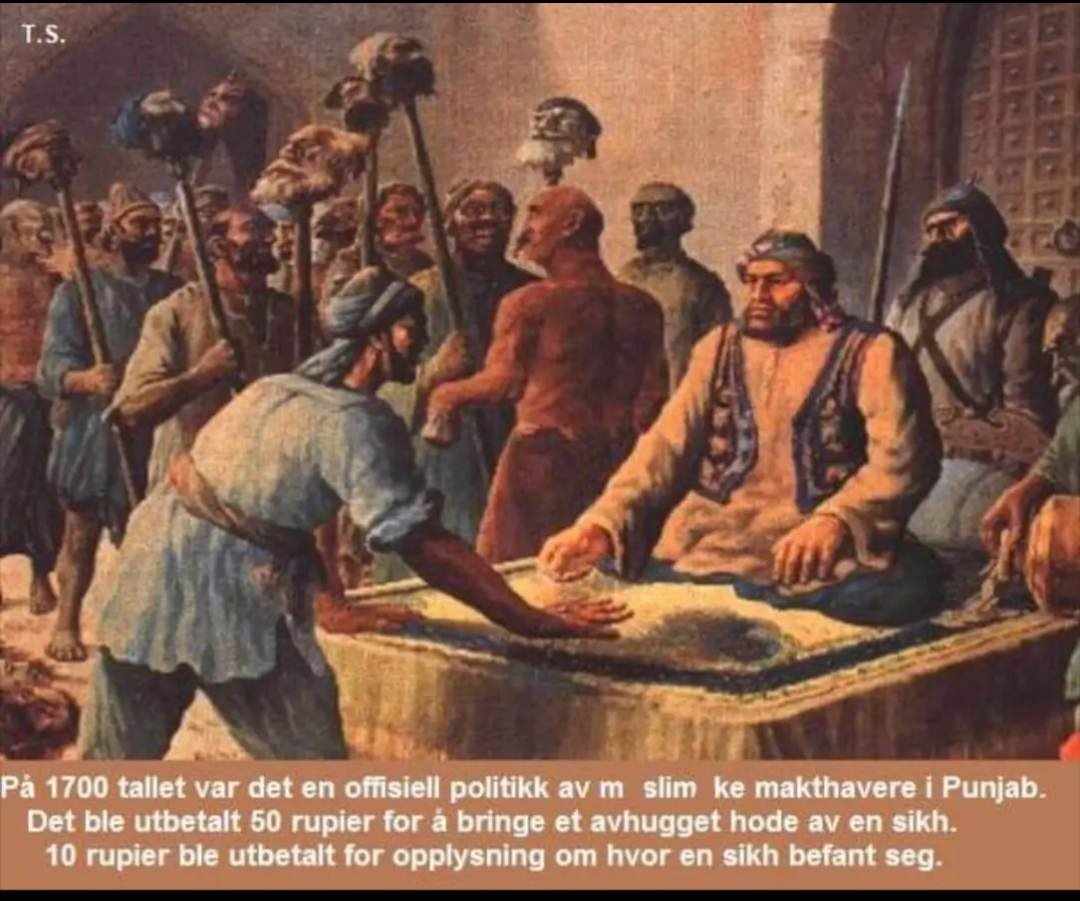 T.S.
På 1700 tallet var det en offisiell politikk av m slim ke makthavere i Punjab.
Det ble utbetalt 50 rupier for å bringe et avhugget hode av en sikh.
10 rupier ble utbetalt for opplysning om hvor en sikh befant seg.